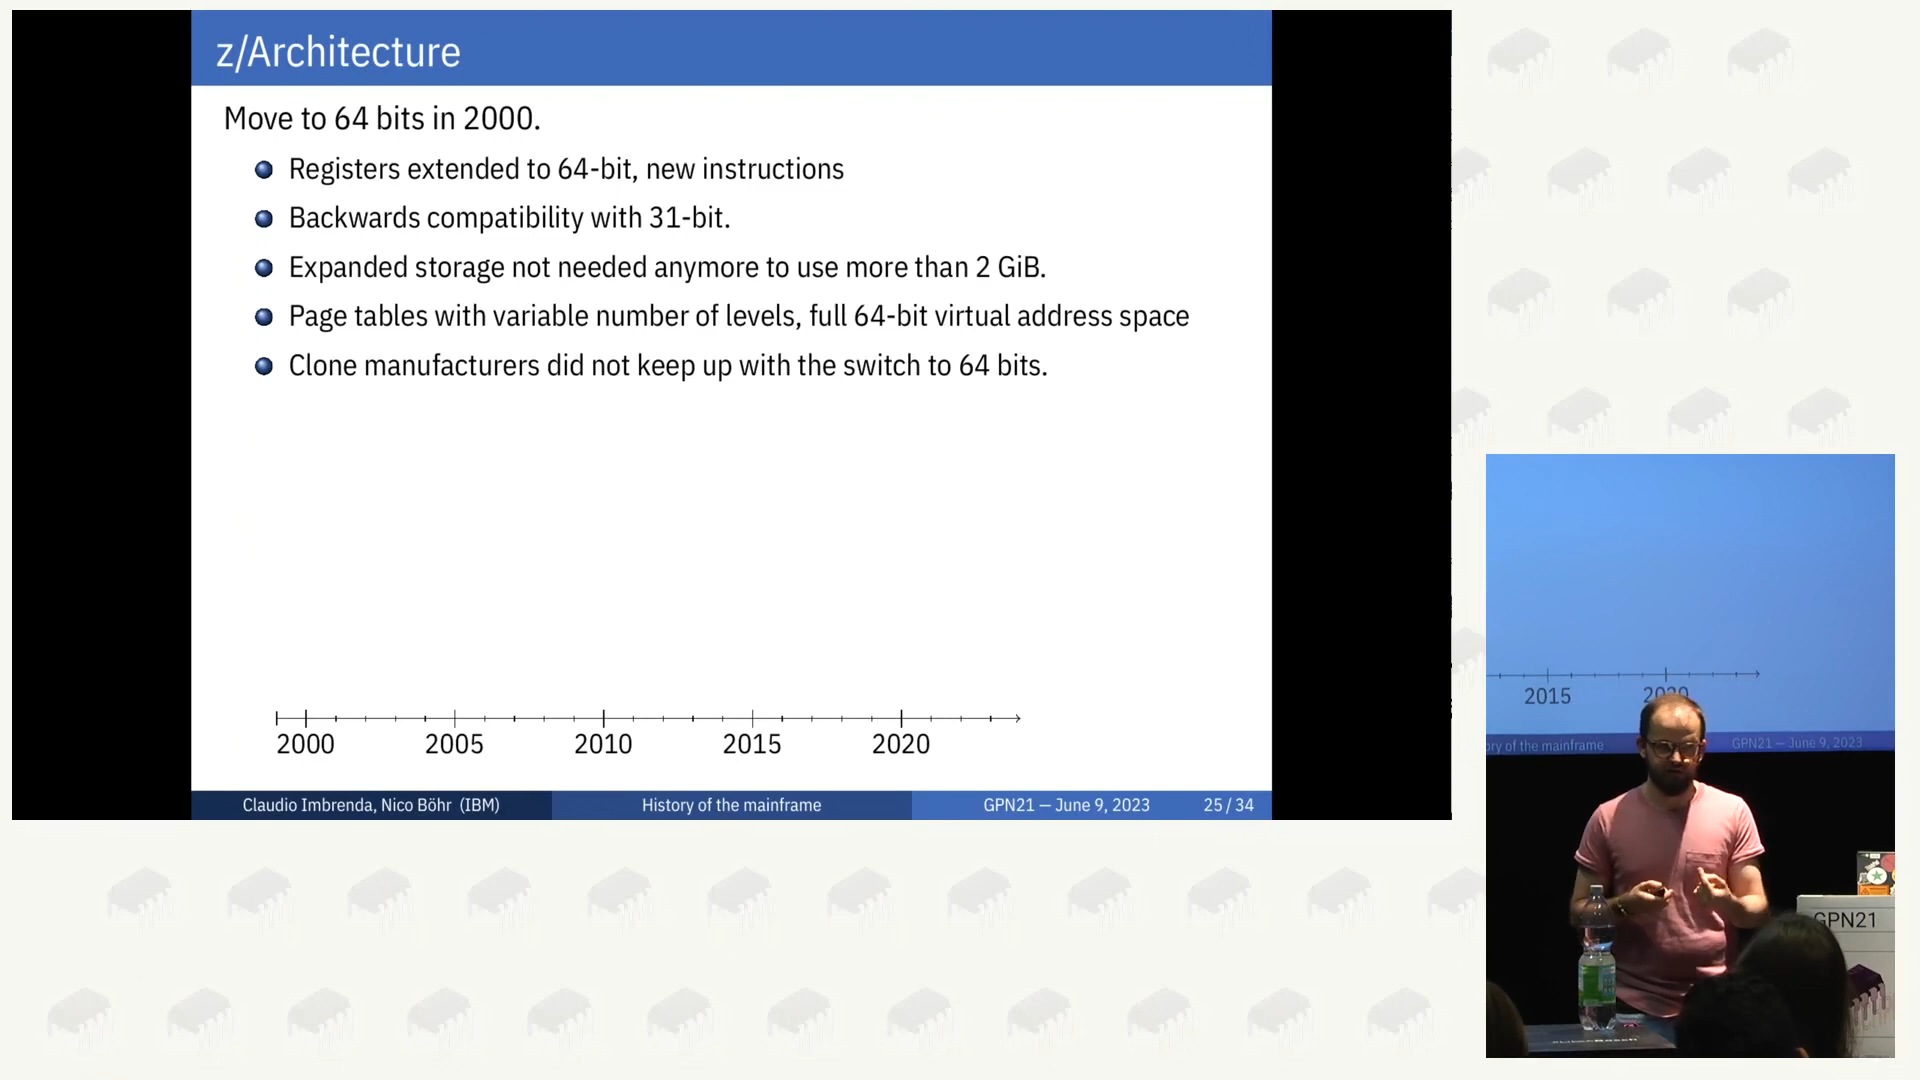 z/Architecture
Move to 64 bits in 2000.
Registers extended to 64-bit, new instructions
Backwards compatibility with 31-bit.
Expanded storage not needed anymore to use more than 2 GiB.
Page tables with variable number of levels, full 64-bit virtual address space
Clone manufacturers did not keep up with the switch to 64 bits.
2000 2005 2010 2015 2020
Claudio Imbrenda, Nico Böhr (IBM) History of the mainframe GPN21 — June 9, 2023 25 / 34
2015 2020
of the mainframe GPN21 — June 9, 2023
GPN21